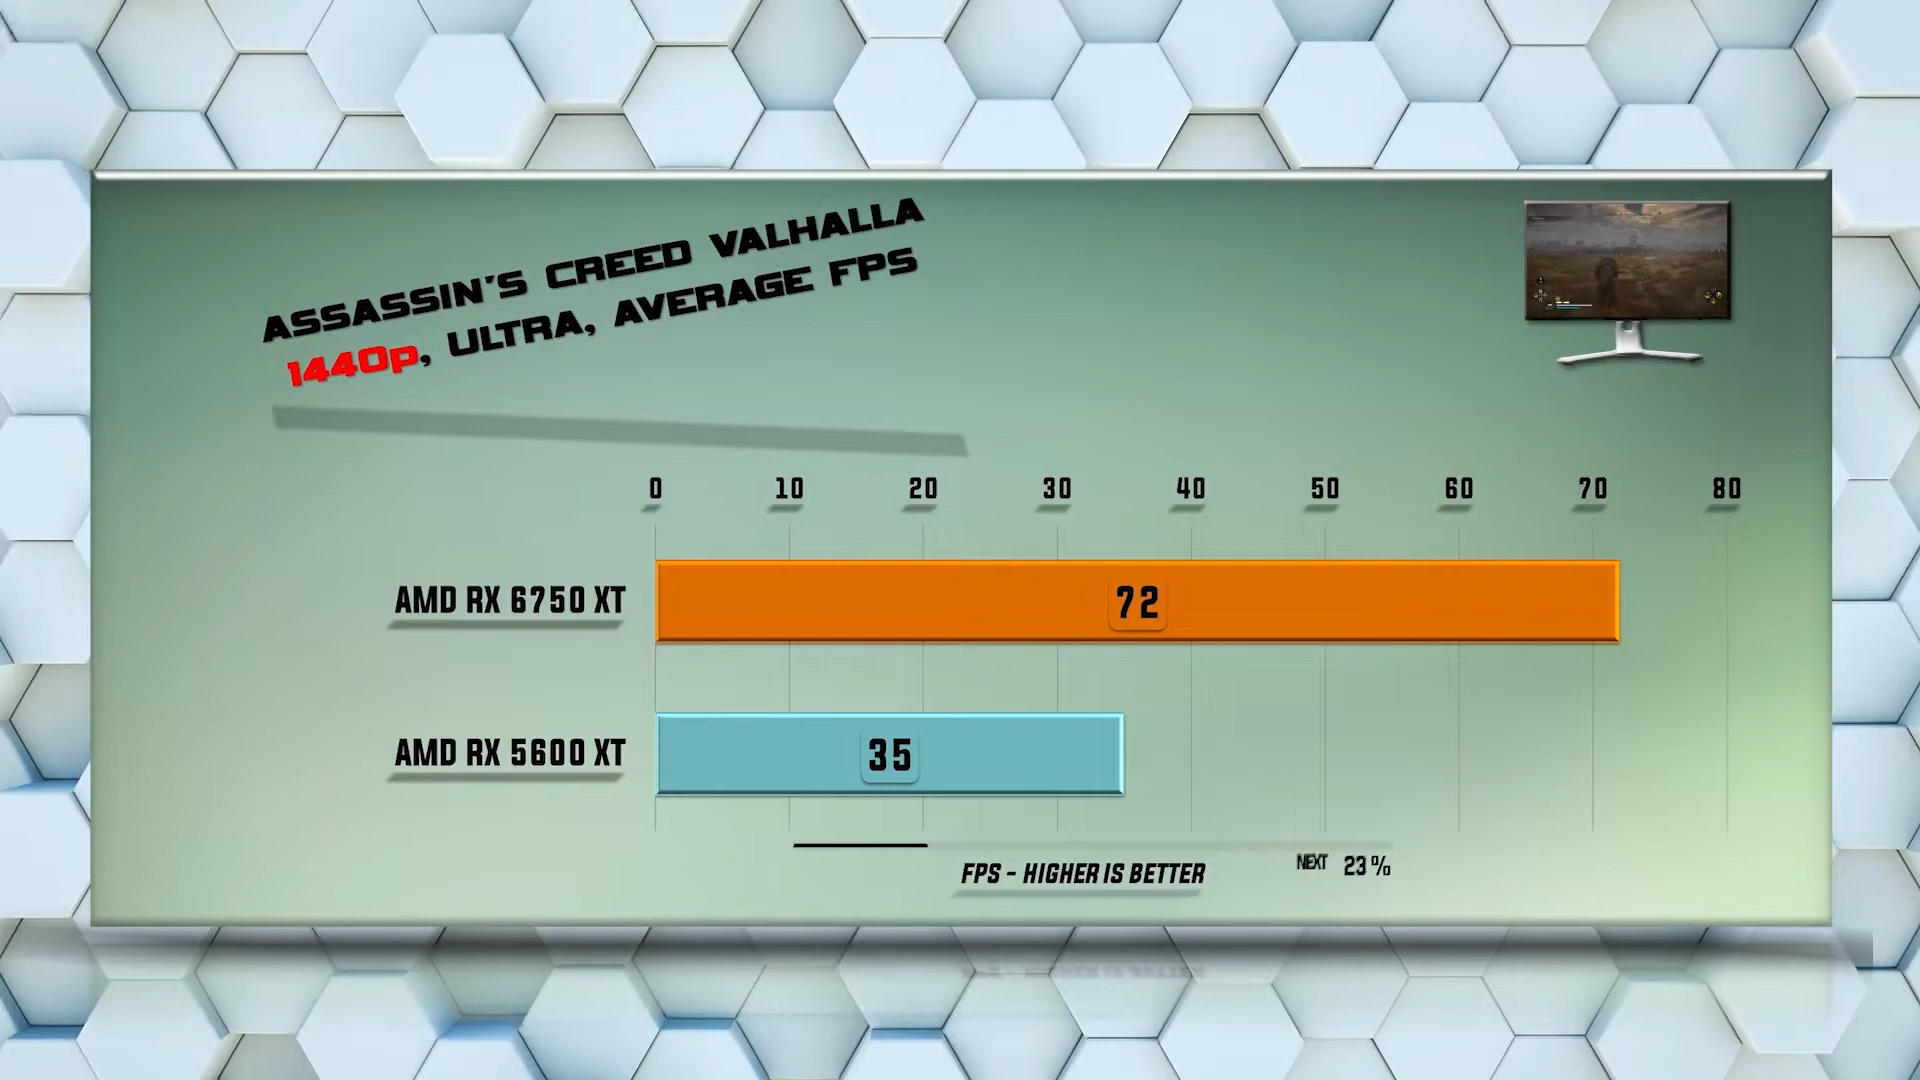 ASSASSIN'S CREED VALHALLA
1440p, ULTRA, AVERAGE FPS
0 10 20 30 40 50 60 70 80
AMD RX 6750 XT 72
AMD RX 5600 XT 35
FPS - HIGHER IS BETTER
NEXT 23%